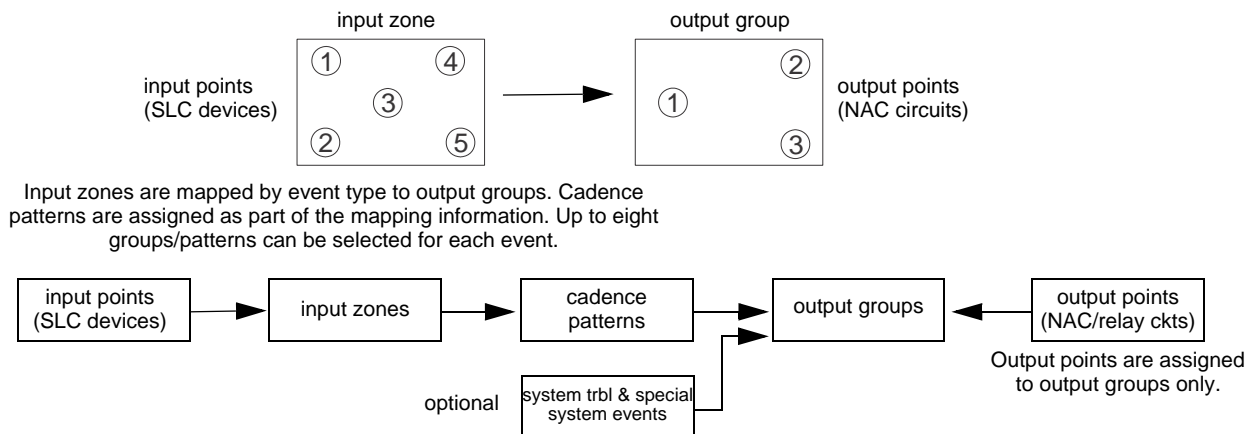 input zone
output group
input points
(SLC devices)
1
4
3
2
5
1
2
3
output points
(NAC circuits)
Input zones are mapped by event type to output groups. Cadence
patterns are assigned as part of the mapping information. Up to eight
groups/patterns can be selected for each event.
input points
(SLC devices)
input zones
cadence
patterns
output groups
output points
(NAC/relay ckts)
Output points are assigned
to output groups only.
optional
system trbl & special
system events